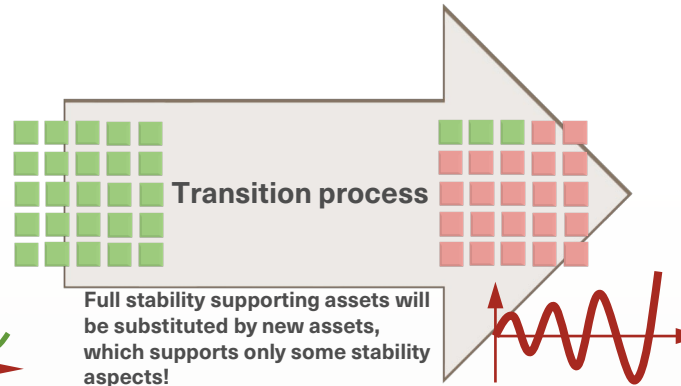 Transition process
Full stability supporting assets will
be substituted by new assets,
which supports only some stability
aspects!